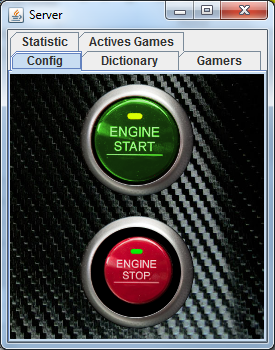 Server
Statistic
Actives Games
Config
Dictionary
Gamers
ENGINE
START
ENGINE
STOP